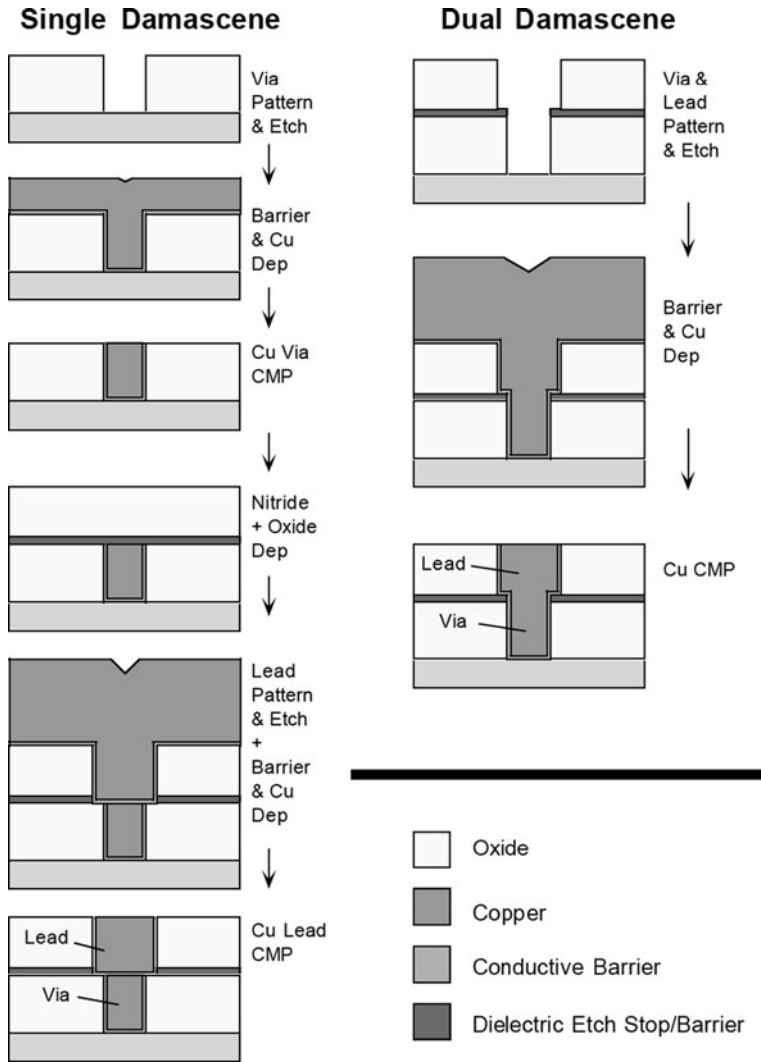 Single Damascene
Via
Pattern
& Etch
Barrier
& Cu
Dep
Cu Via
CMP
Nitride
+ Oxide
Dep
Lead
Pattern
& Etch
+
Barrier
& Cu
Dep
Cu Lead
CMP
Lead
Via
Dual Damascene
Via &
Lead
Pattern
& Etch
Barrier
& Cu
Dep
Cu CMP
Lead
Via
Oxide
Copper
Conductive Barrier
Dielectric Etch Stop/Barrier